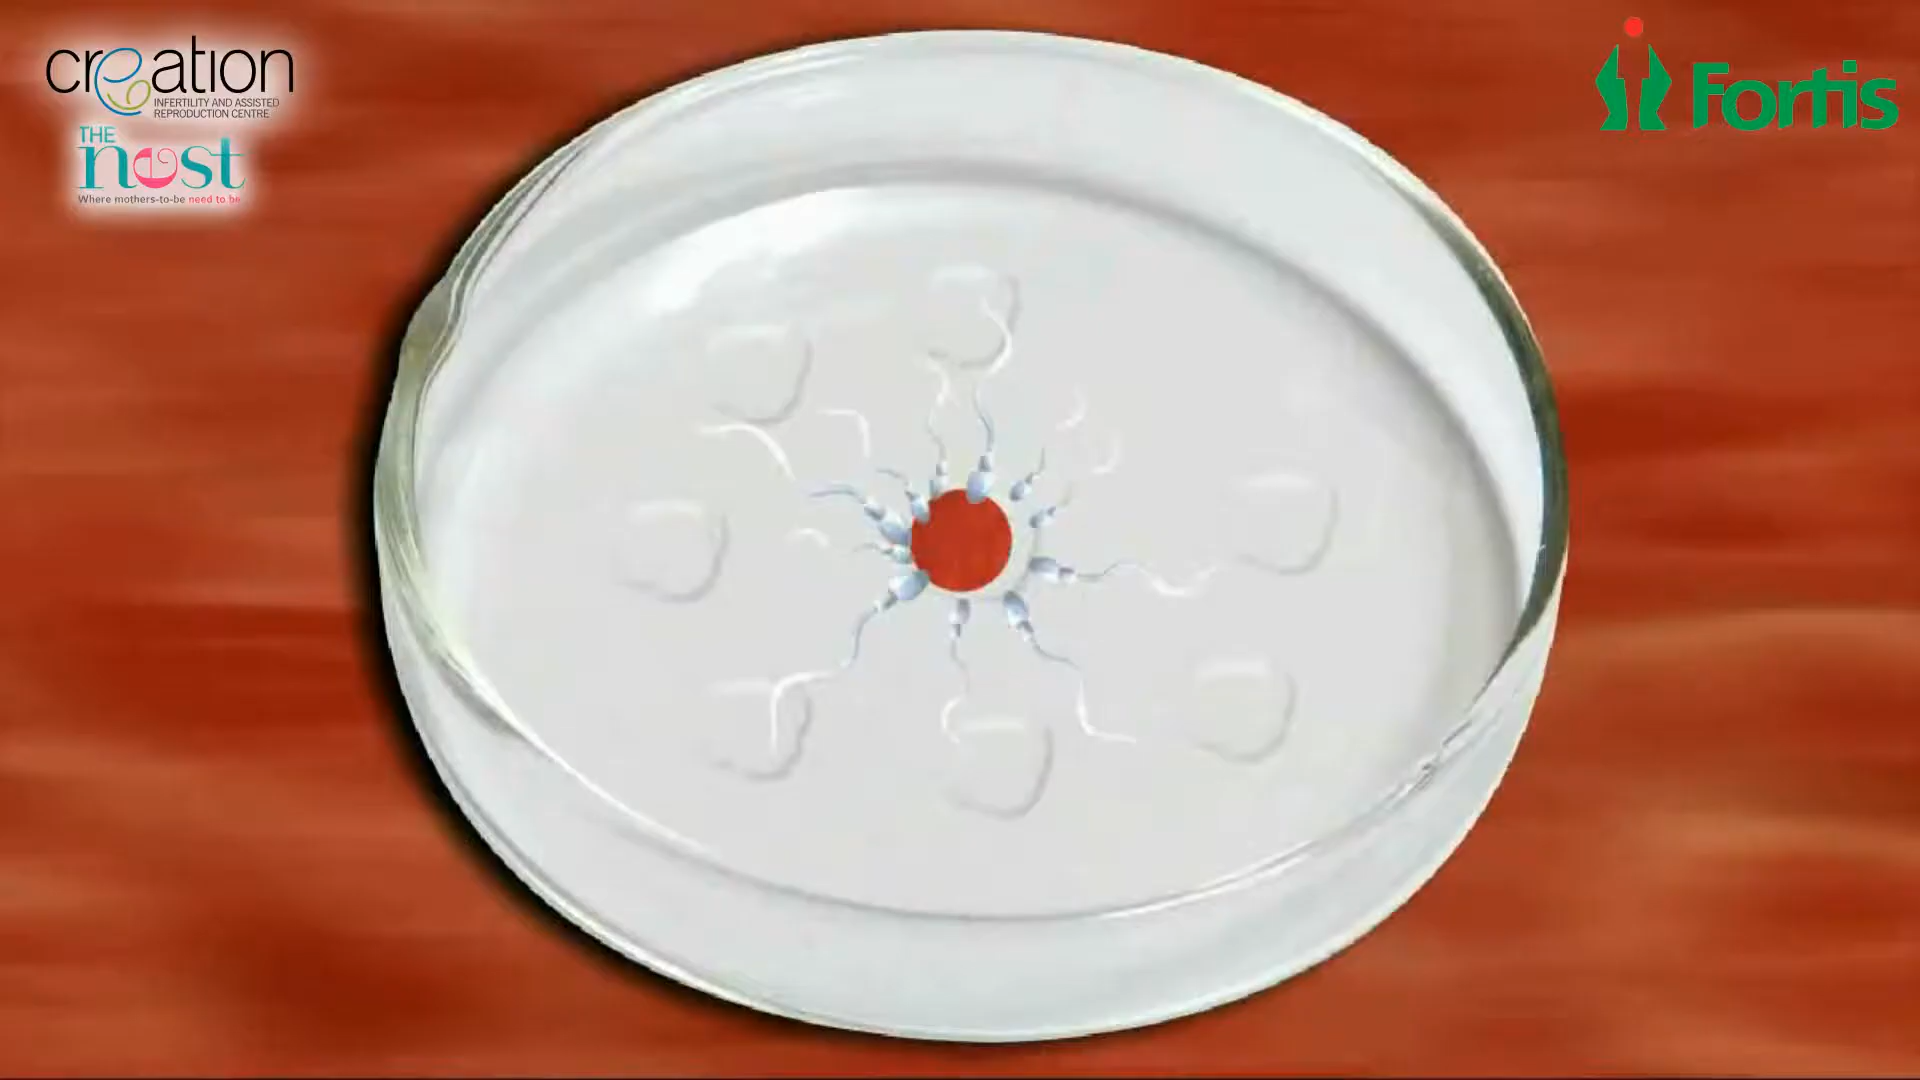 creation
INFERTILITY AND ASSISTED
REPRODUCTION CENTRE
THE
nest
Where mothers-to-be need to be
Fortis